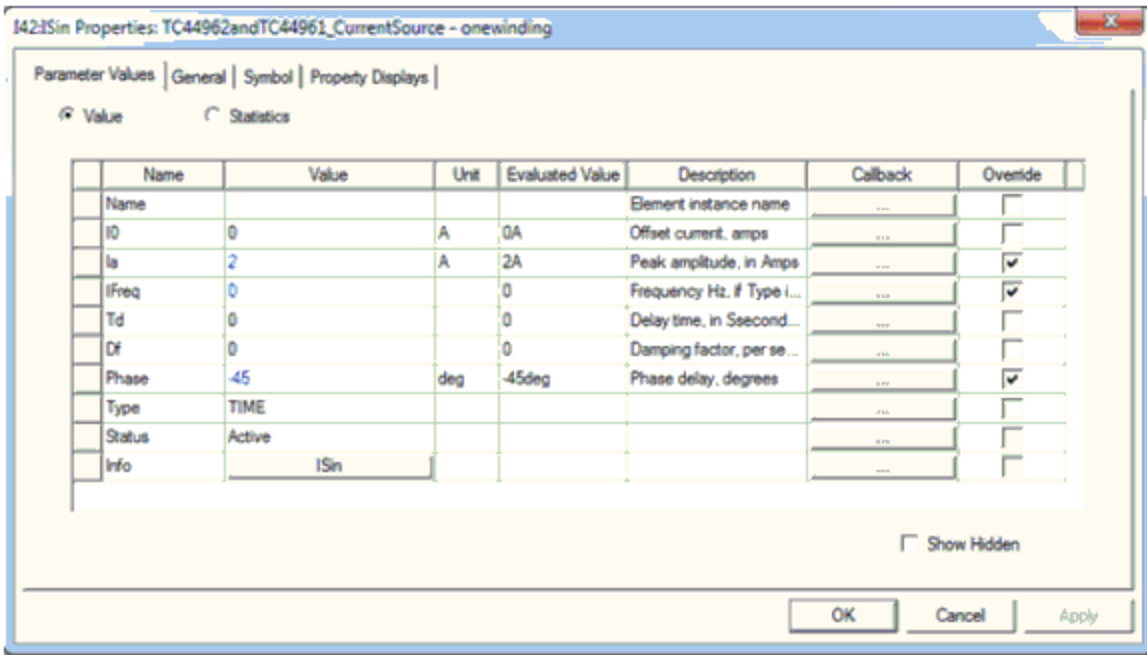 I42:ISin Properties: TC44962andTC44961_CurrentSource - onewinding
Parameter Values General Symbol Property Displays
Value Statistics
Name Value Unit Evaluated Value Description Callback Override
Name Element instance name ...
I0 0 A 0A Offset current, amps ...
Ia 2 A 2A Peak amplitude, in Amps ...
IFreq 0 0 Frequency Hz, if Type i... ...
Td 0 0 Delay time, in Ssecond... ...
Df 0 0 Damping factor, per se... ...
Phase -45 deg -45deg Phase delay, degrees ...
Type TIME ...
Status Active ...
Info ISin ...
Show Hidden
OK Cancel Apply